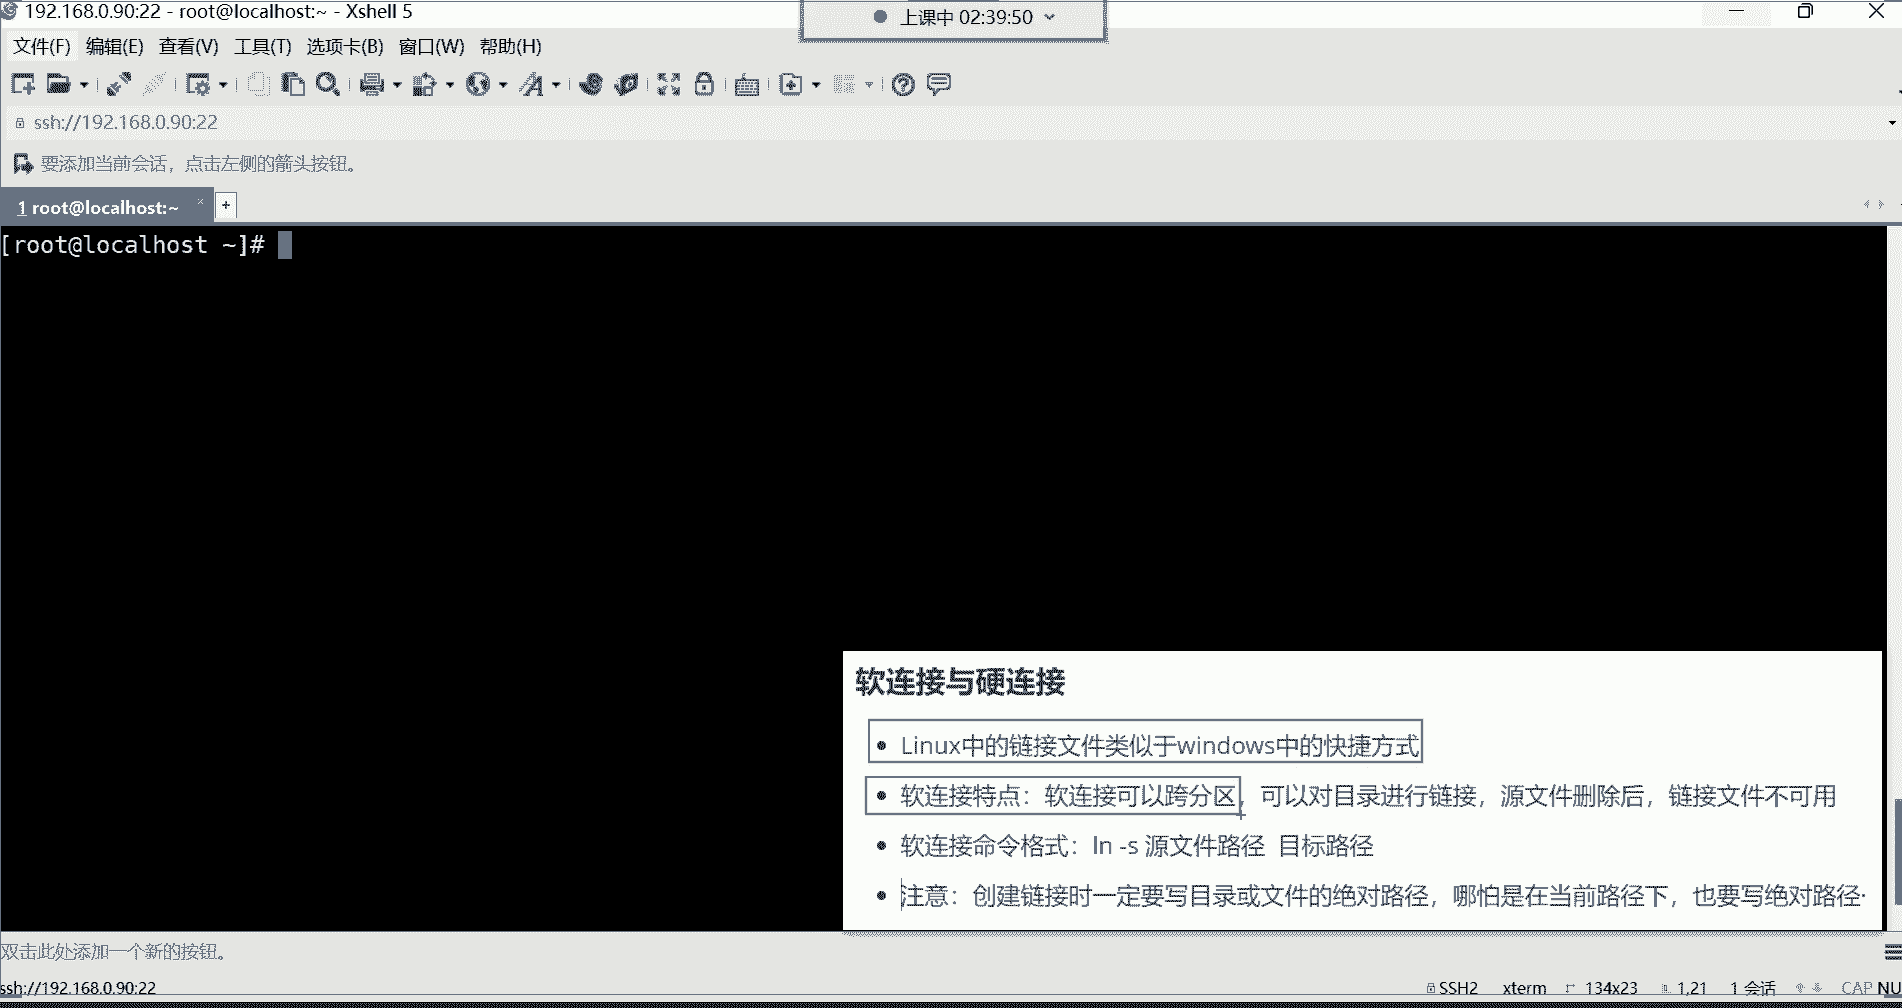 192.168.0.90:22 - root@localhost:~ - Xshell 5
上课中 02:39:50
文件(F) 编辑(E) 查看(V) 工具(T) 选项卡(B) 窗口(W) 帮助(H)
ssh://192.168.0.90:22
要添加当前会话，点击左侧的箭头按钮。
1 root@localhost:~ × +
[root@localhost ~]#
软连接与硬连接
• Linux中的链接文件类似于windows中的快捷方式
• 软连接特点：软连接可以跨分区，可以对目录进行链接，源文件删除后，链接文件不可用
• 软连接命令格式：ln -s 源文件路径 目标路径
• 注意：创建链接时一定要写目录或文件的绝对路径，哪怕是在当前路径下，也要写绝对路径·
双击此处添加一个新的按钮。
ssh://192.168.0.90:22
SSH2 xterm 134x23 1,21 1 会话 CAP NU